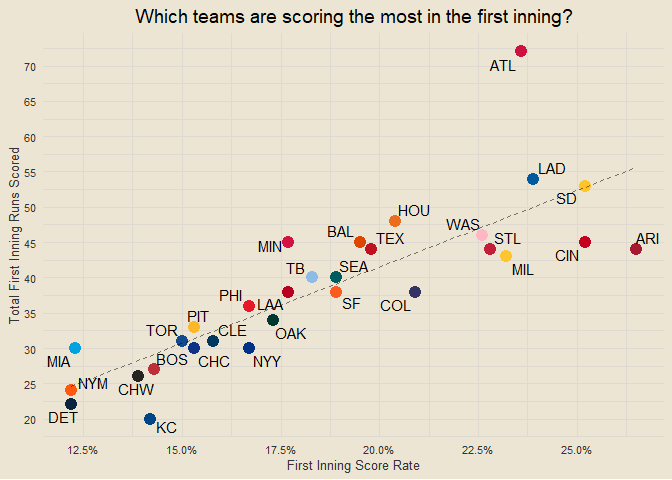 Which teams are scoring the most in the first inning?
Total First Inning Runs Scored
70
65
60
55
50
45
40
35
30
25
20
ATL
LAD
SD
HOU
WAS
BAL
TEX
STL
ARI
MIN
CIN
MIL
TB
SEA
PHI
LAA
SF
COL
PIT
TOR
CLE
OAK
MIA
BOS
CHC
NYY
NYM
CHW
DET
KC
12.5%
15.0%
17.5%
20.0%
22.5%
25.0%
First Inning Score Rate